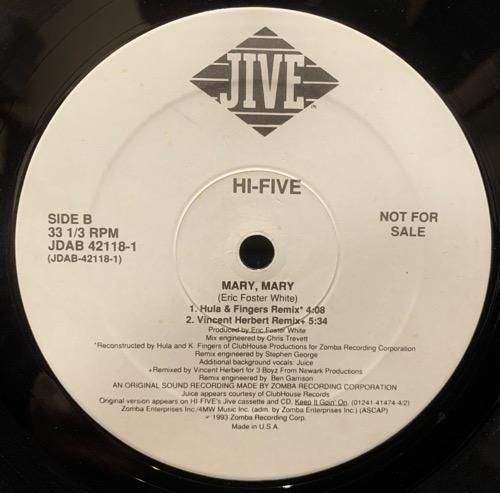 JIVE
HI-FIVE
SIDE B
33 1/3 RPM
JDAB 42118-1
(JDAB-42118-1)
NOT FOR
SALE
MARY, MARY
(Eric Foster White)
1. Hula & Fingers Remix* 4:08
2. Vincent Herbert Remix+ 5:34
Produced by Eric Foster White
Mix engineered by Chris Trevett
*Reconstructed by Hula and K. Fingers of ClubHouse Productions for Zomba Recording Corporation
Remix engineered by Stephen George
Additional background vocals: Juice
+Remixed by Vincent Herbert for 3 Boyz From Newark Productions
Remix engineered by Ben Garrison
AN ORIGINAL SOUND RECORDING MADE BY ZOMBA RECORDING CORPORATION
Juice appears courtesy of ClubHouse Records
Original version appears on HI-FIVE's Jive cassette and CD, Keep It Goin' On. (01241-41474-4/2)
Zomba Enterprises Inc./4MW Music Inc. (adm. by Zomba Enterprises Inc.) (ASCAP)
℗ 1993 Zomba Recording Corp.
Made in U.S.A.